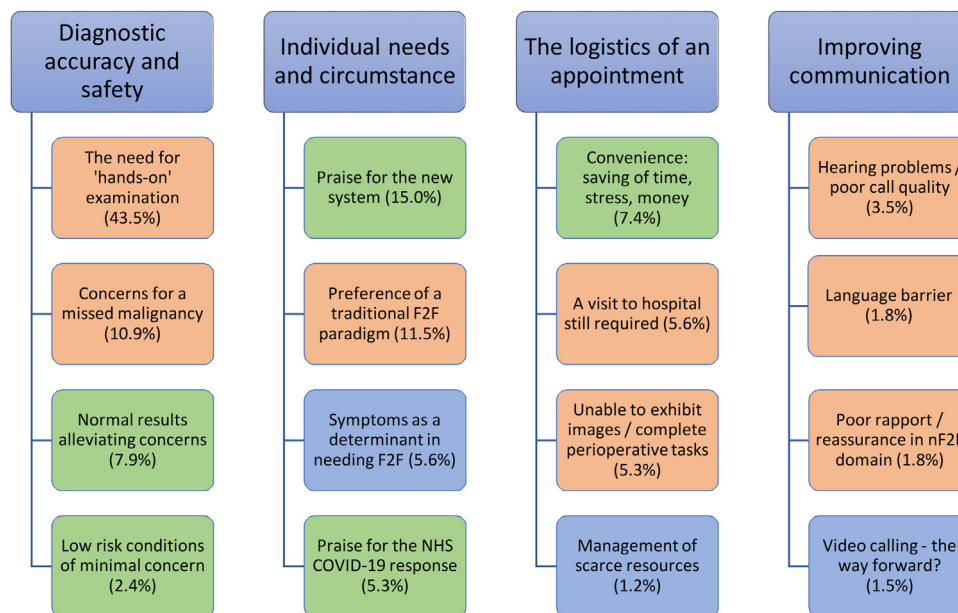 Diagnostic
accuracy and
safety
The need for
'hands-on'
examination
(43.5%)
Concerns for a
missed malignancy
(10.9%)
Normal results
alleviating concerns
(7.9%)
Low risk conditions
of minimal concern
(2.4%)
Individual needs
and circumstance
Praise for the new
system (15.0%)
Preference of a
traditional F2F
paradigm (11.5%)
Symptoms as a
determinant in
needing F2F (5.6%)
Praise for the NHS
COVID-19 response
(5.3%)
The logistics of an
appointment
Convenience:
saving of time,
stress, money
(7.4%)
A visit to hospital
still required (5.6%)
Unable to exhibit
images / complete
perioperative tasks
(5.3%)
Management of
scarce resources
(1.2%)
Improving
communication
Hearing problems /
poor call quality
(3.5%)
Language barrier
(1.8%)
Poor rapport /
reassurance in nF2F
domain (1.8%)
Video calling - the
way forward?
(1.5%)